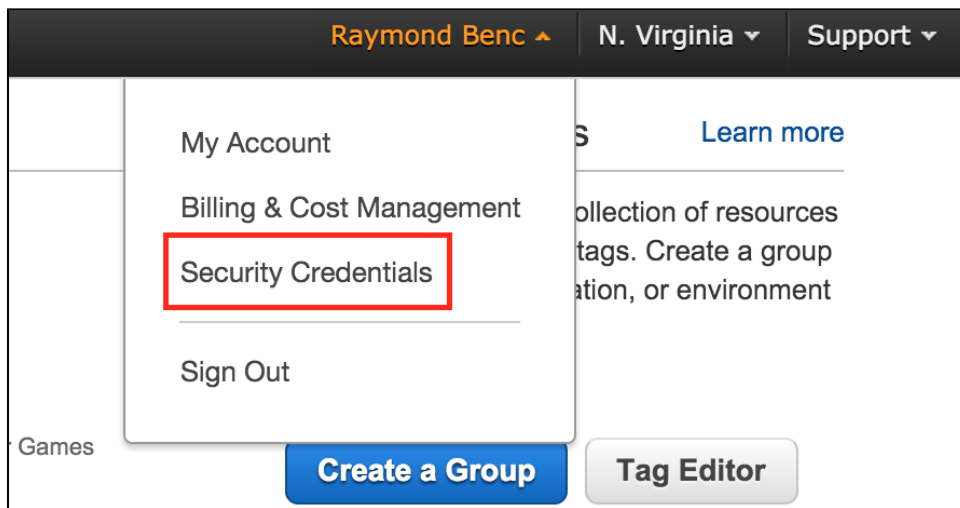 Raymond Benc N. Virginia Support
My Account
Learn more
Billing & Cost Management
ollection of resources
Security Credentials
tags. Create a group
ation, or environment
Sign Out
Games
Create a Group Tag Editor